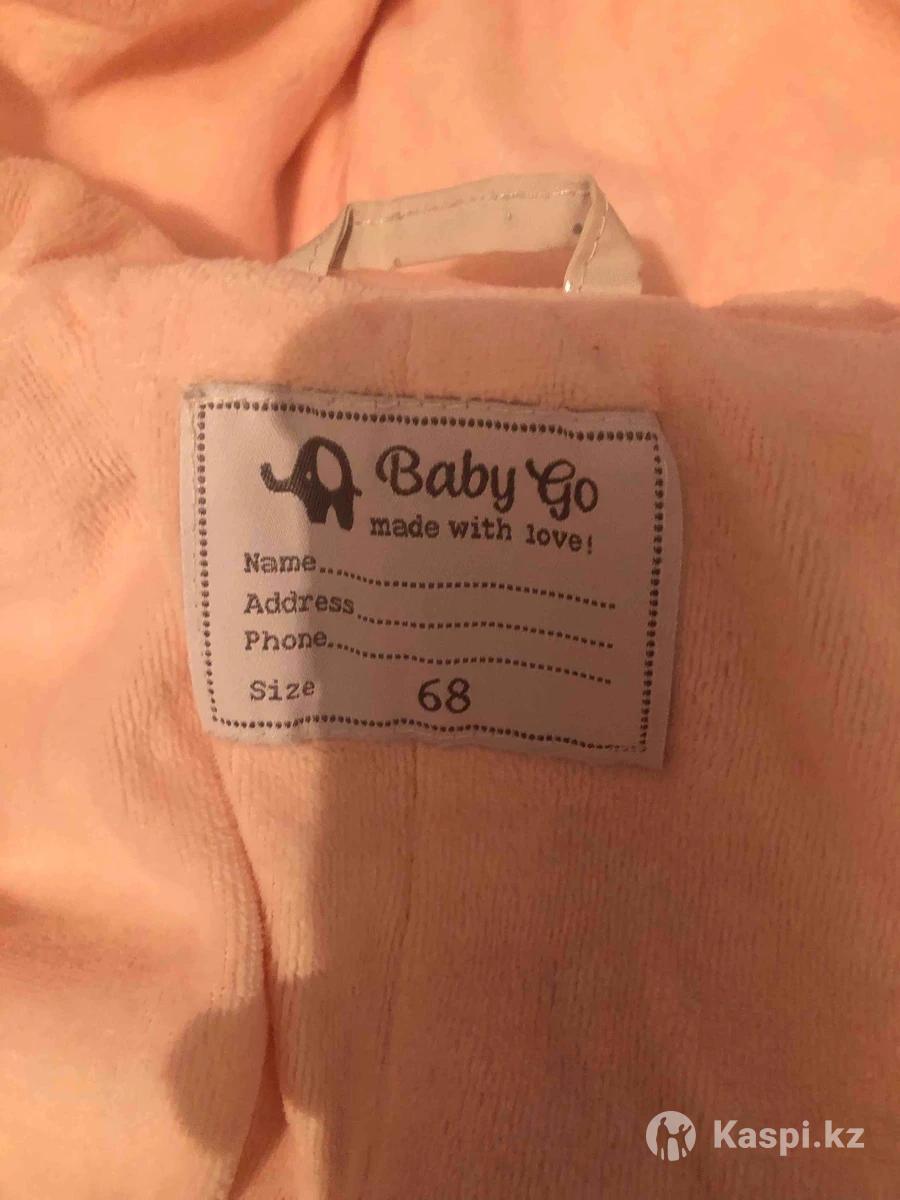 Baby Go
made with love!
Name
Address
Phone
Size 68
Kaspi.kz